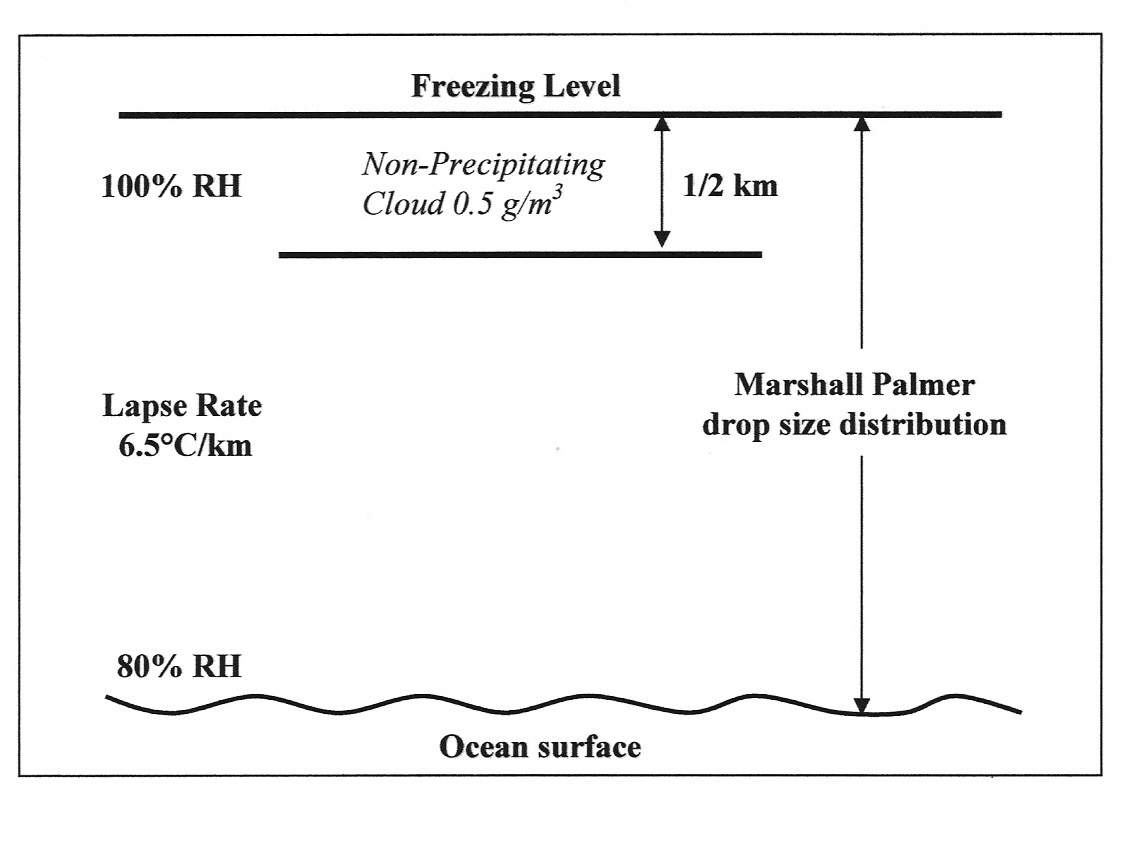 Freezing Level
100% RH
Non-Precipitating
Cloud 0.5 g/m³
1/2 km
Marshall Palmer
drop size distribution
Lapse Rate
6.5°C/km
80% RH
Ocean surface